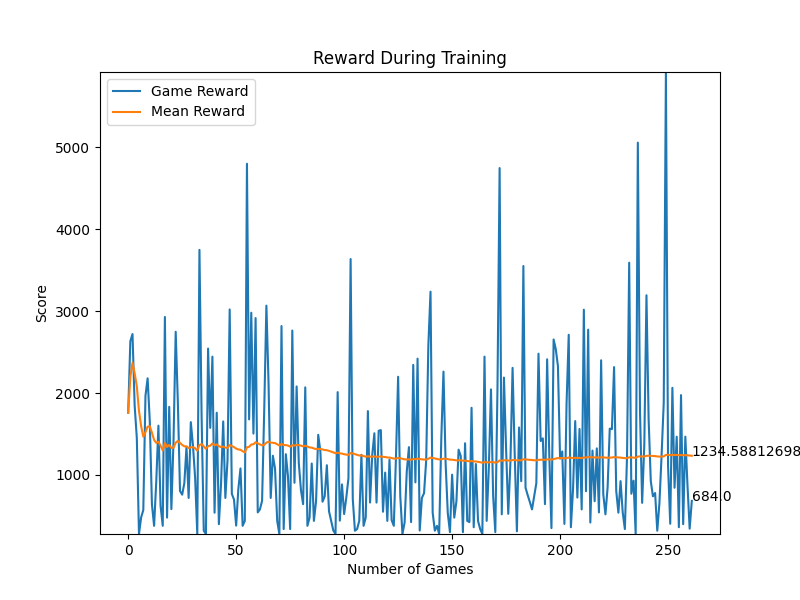 Reward During Training
Game Reward
Mean Reward
5000
4000
3000
2000
1000
Score
1234.58812698
684.0
0
50
100
150
200
250
Number of Games